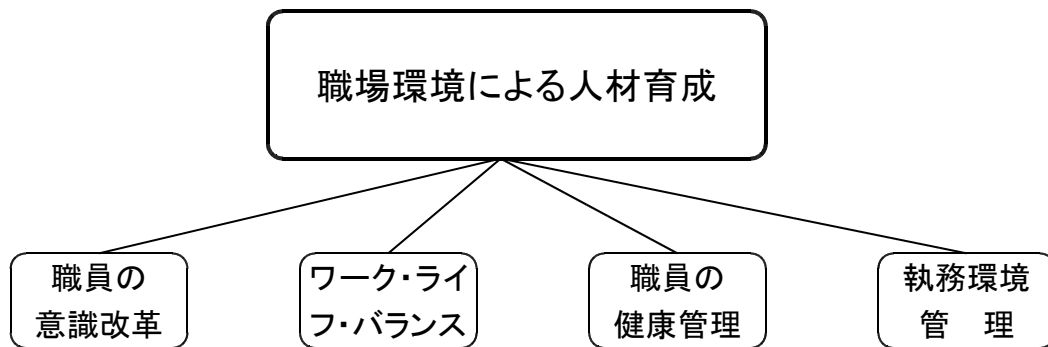 職場環境による人材育成
職員の
意識改革
ワーク・ライ
フ・バランス
職員の
健康管理
執務環境
管　理